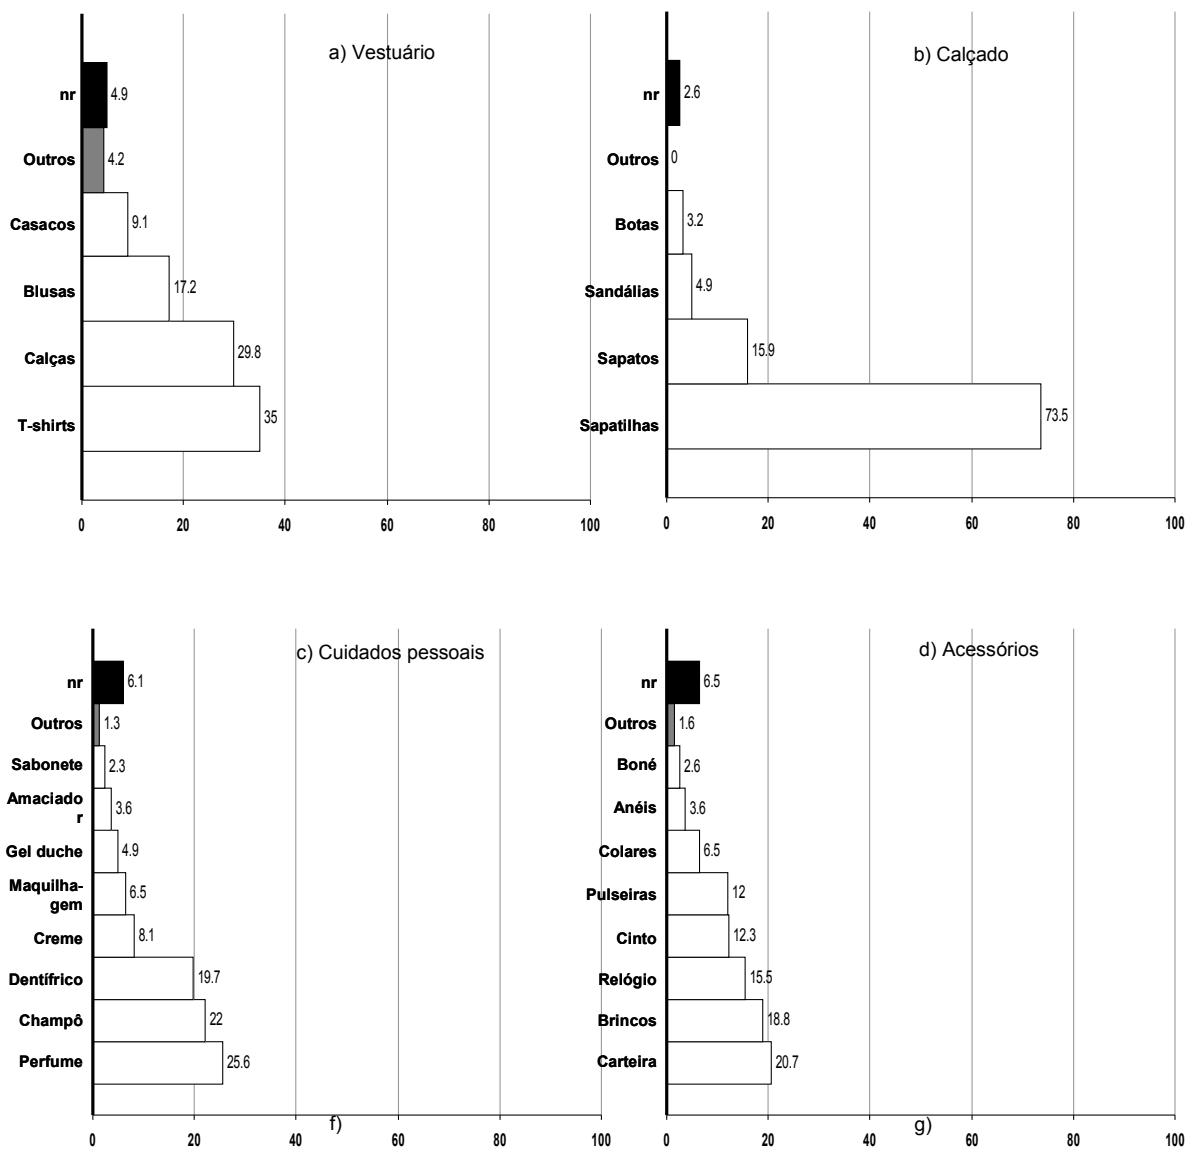 a) Vestuário
nr 4.9
Outros 4.2
Casacos 9.1
Blusas 17.2
Calças 29.8
T-shirts 35
0 20 40 60 80 100
b) Calçado
nr 2.6
Outros 0
Botas 3.2
Sandálias 4.9
Sapatos 15.9
Sapatilhas 73.5
0 20 40 60 80 100
c) Cuidados pessoais
nr 6.1
Outros 1.3
Sabonete 2.3
Amaciado
r 3.6
Gel duche 4.9
Maquilha-
gem 6.5
Creme 8.1
Dentífrico 19.7
Champô 22
Perfume 25.6
0 20 40 60 80 100
f)
d) Acessórios
nr 6.5
Outros 1.6
Boné 2.6
Anéis 3.6
Colares 6.5
Pulseiras 12
Cinto 12.3
Relógio 15.5
Brincos 18.8
Carteira 20.7
0 20 40 60 80 100
g)